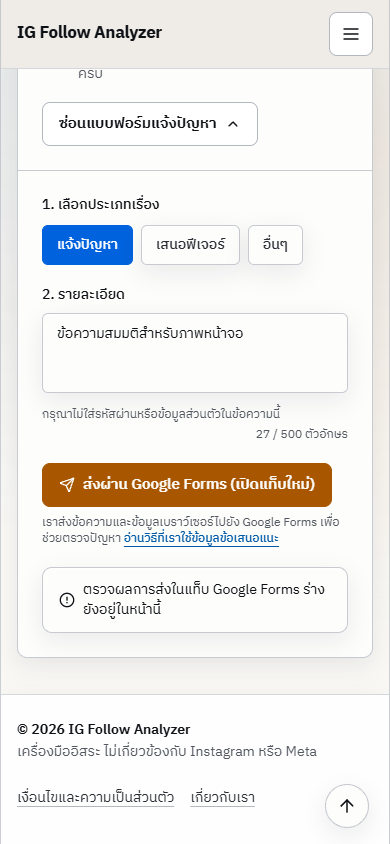 IG Follow Analyzer
ครับ
ซ่อนแบบฟอร์มแจ้งปัญหา
1. เลือกประเภทเรื่อง
แจ้งปัญหา
เสนอฟีเจอร์
อื่นๆ
2. รายละเอียด
ข้อความสมมติสำหรับภาพหน้าจอ
กรุณาไม่ใส่รหัสผ่านหรือข้อมูลส่วนตัวในข้อความนี้
27 / 500 ตัวอักษร
ส่งผ่าน Google Forms (เปิดแท็บใหม่)
เราส่งข้อความและข้อมูลเบราว์เซอร์ไปยัง Google Forms เพื่อ
ช่วยตรวจปัญหา อ่านวิธีที่เราใช้ข้อมูลข้อเสนอแนะ
ตรวจผลการส่งในแท็บ Google Forms ร่าง
ยังอยู่ในหน้านี้
© 2026 IG Follow Analyzer
เครื่องมืออิสระ ไม่เกี่ยวข้องกับ Instagram หรือ Meta
เงื่อนไขและความเป็นส่วนตัว
เกี่ยวกับเรา